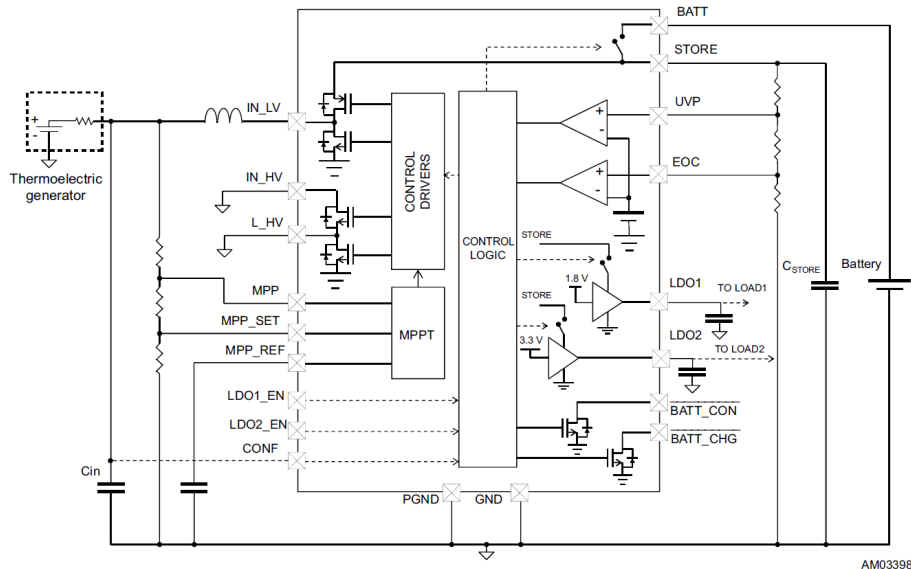 BATT
STORE
IN_LV
UVP
+
-
+
-
Thermoelectric
generator
IN_HV
CONTROL
DRIVERS
EOC
+
-
L_HV
STORE
CONTROL
LOGIC
CSTORE
Battery
MPP
1.8 V
LDO1
STORE
TO LOAD1
MPP_SET
MPPT
LDO2
3.3 V
TO LOAD2
MPP_REF
LDO1_EN
BATT_CON
LDO2_EN
BATT_CHG
CONF
Cin
PGND
GND
AM03398